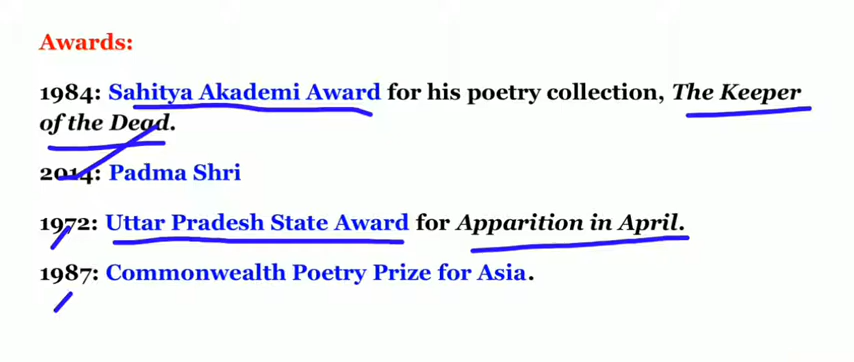 Awards:
1984: Sahitya Akademi Award for his poetry collection, The Keeper
of the Dead.
2014: Padma Shri
1972: Uttar Pradesh State Award for Apparition in April.
1987: Commonwealth Poetry Prize for Asia.